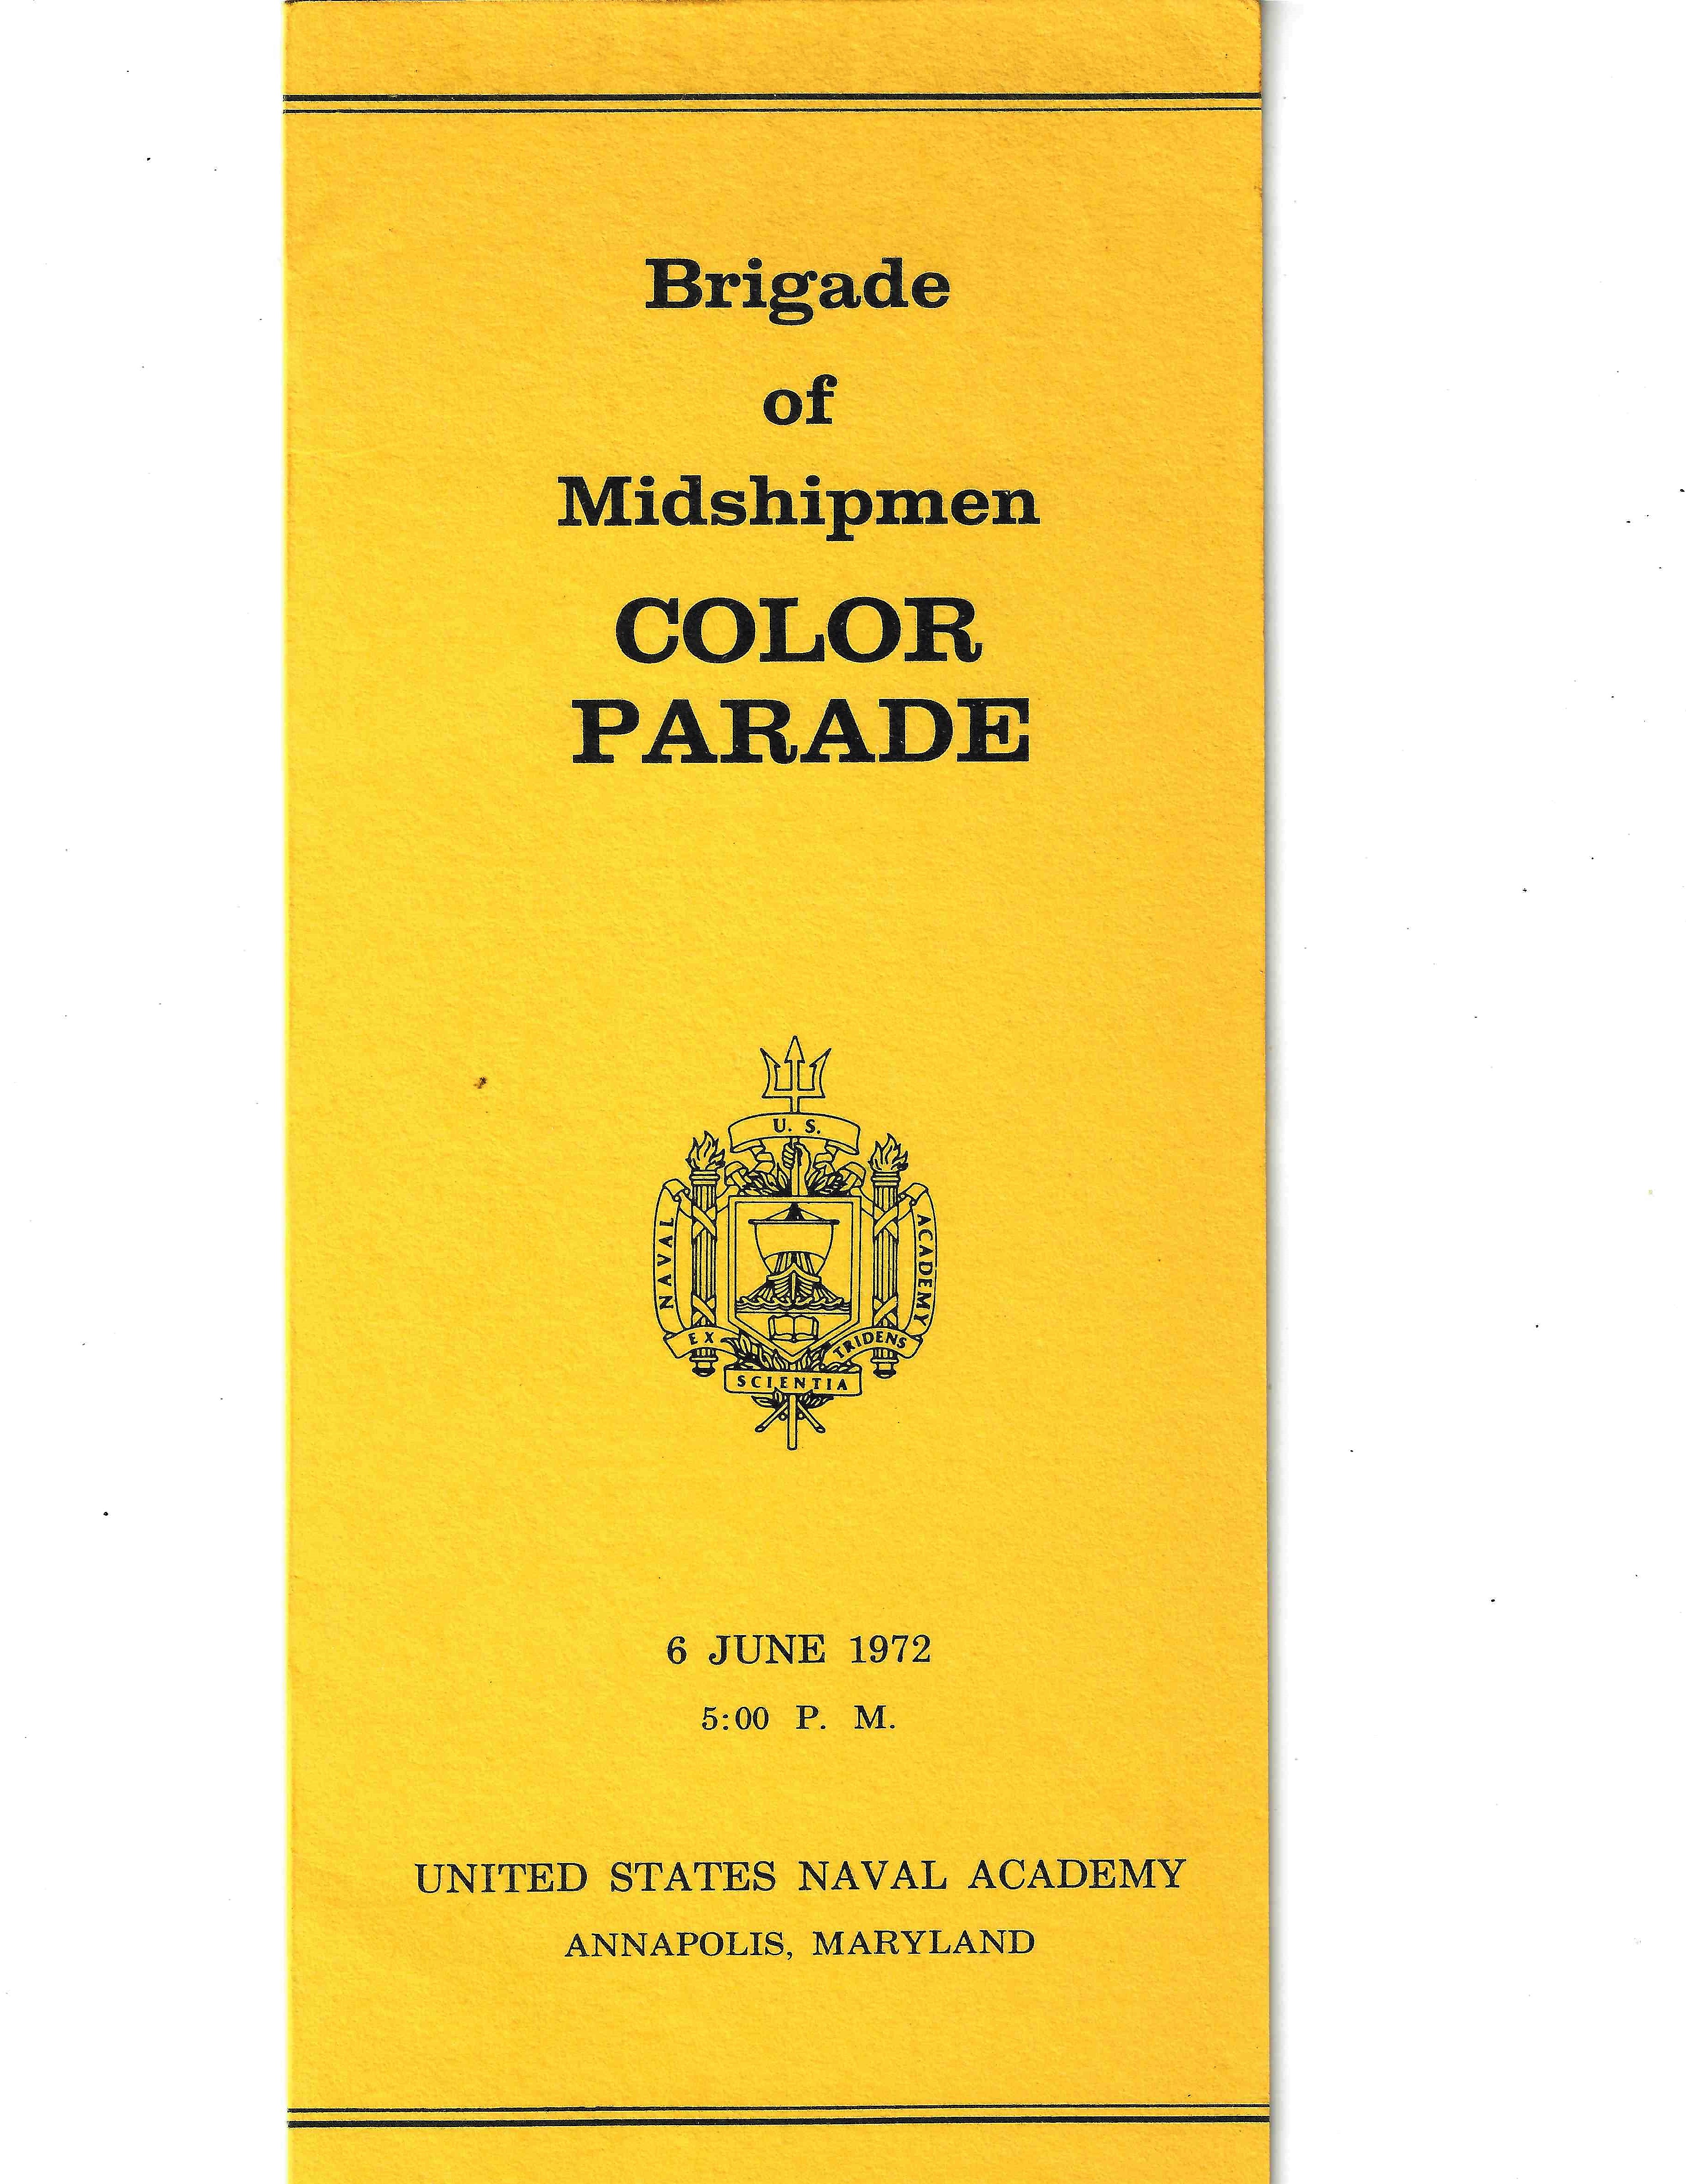 Brigade
of
Midshipmen
COLOR
PARADE
U. S.
NAVAL
ACADEMY
EX
TRIDENS
SCIENTIA
6 JUNE 1972
5:00 P. M.
UNITED STATES NAVAL ACADEMY
ANNAPOLIS, MARYLAND